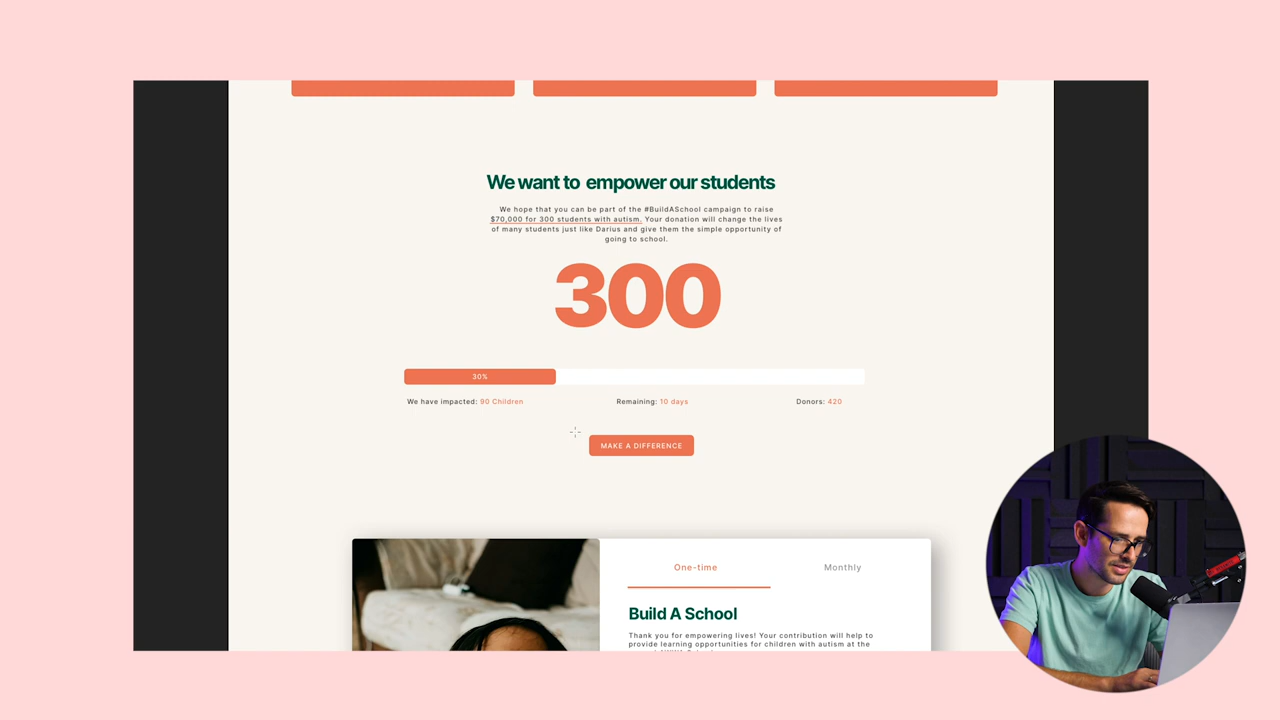 We want to empower our students
We hope that you can be part of the #BuildASchool campaign to raise
$70,000 for 300 students with autism. Your donation will change the lives
of many students just like Darius and give them the simple opportunity of
going to school.
300
30%
We have impacted: 90 Children
Remaining: 10 days
Donors: 420
MAKE A DIFFERENCE
One-time
Monthly
Build A School
Thank you for empowering lives! Your contribution will help to
provide learning opportunities for children with autism at the